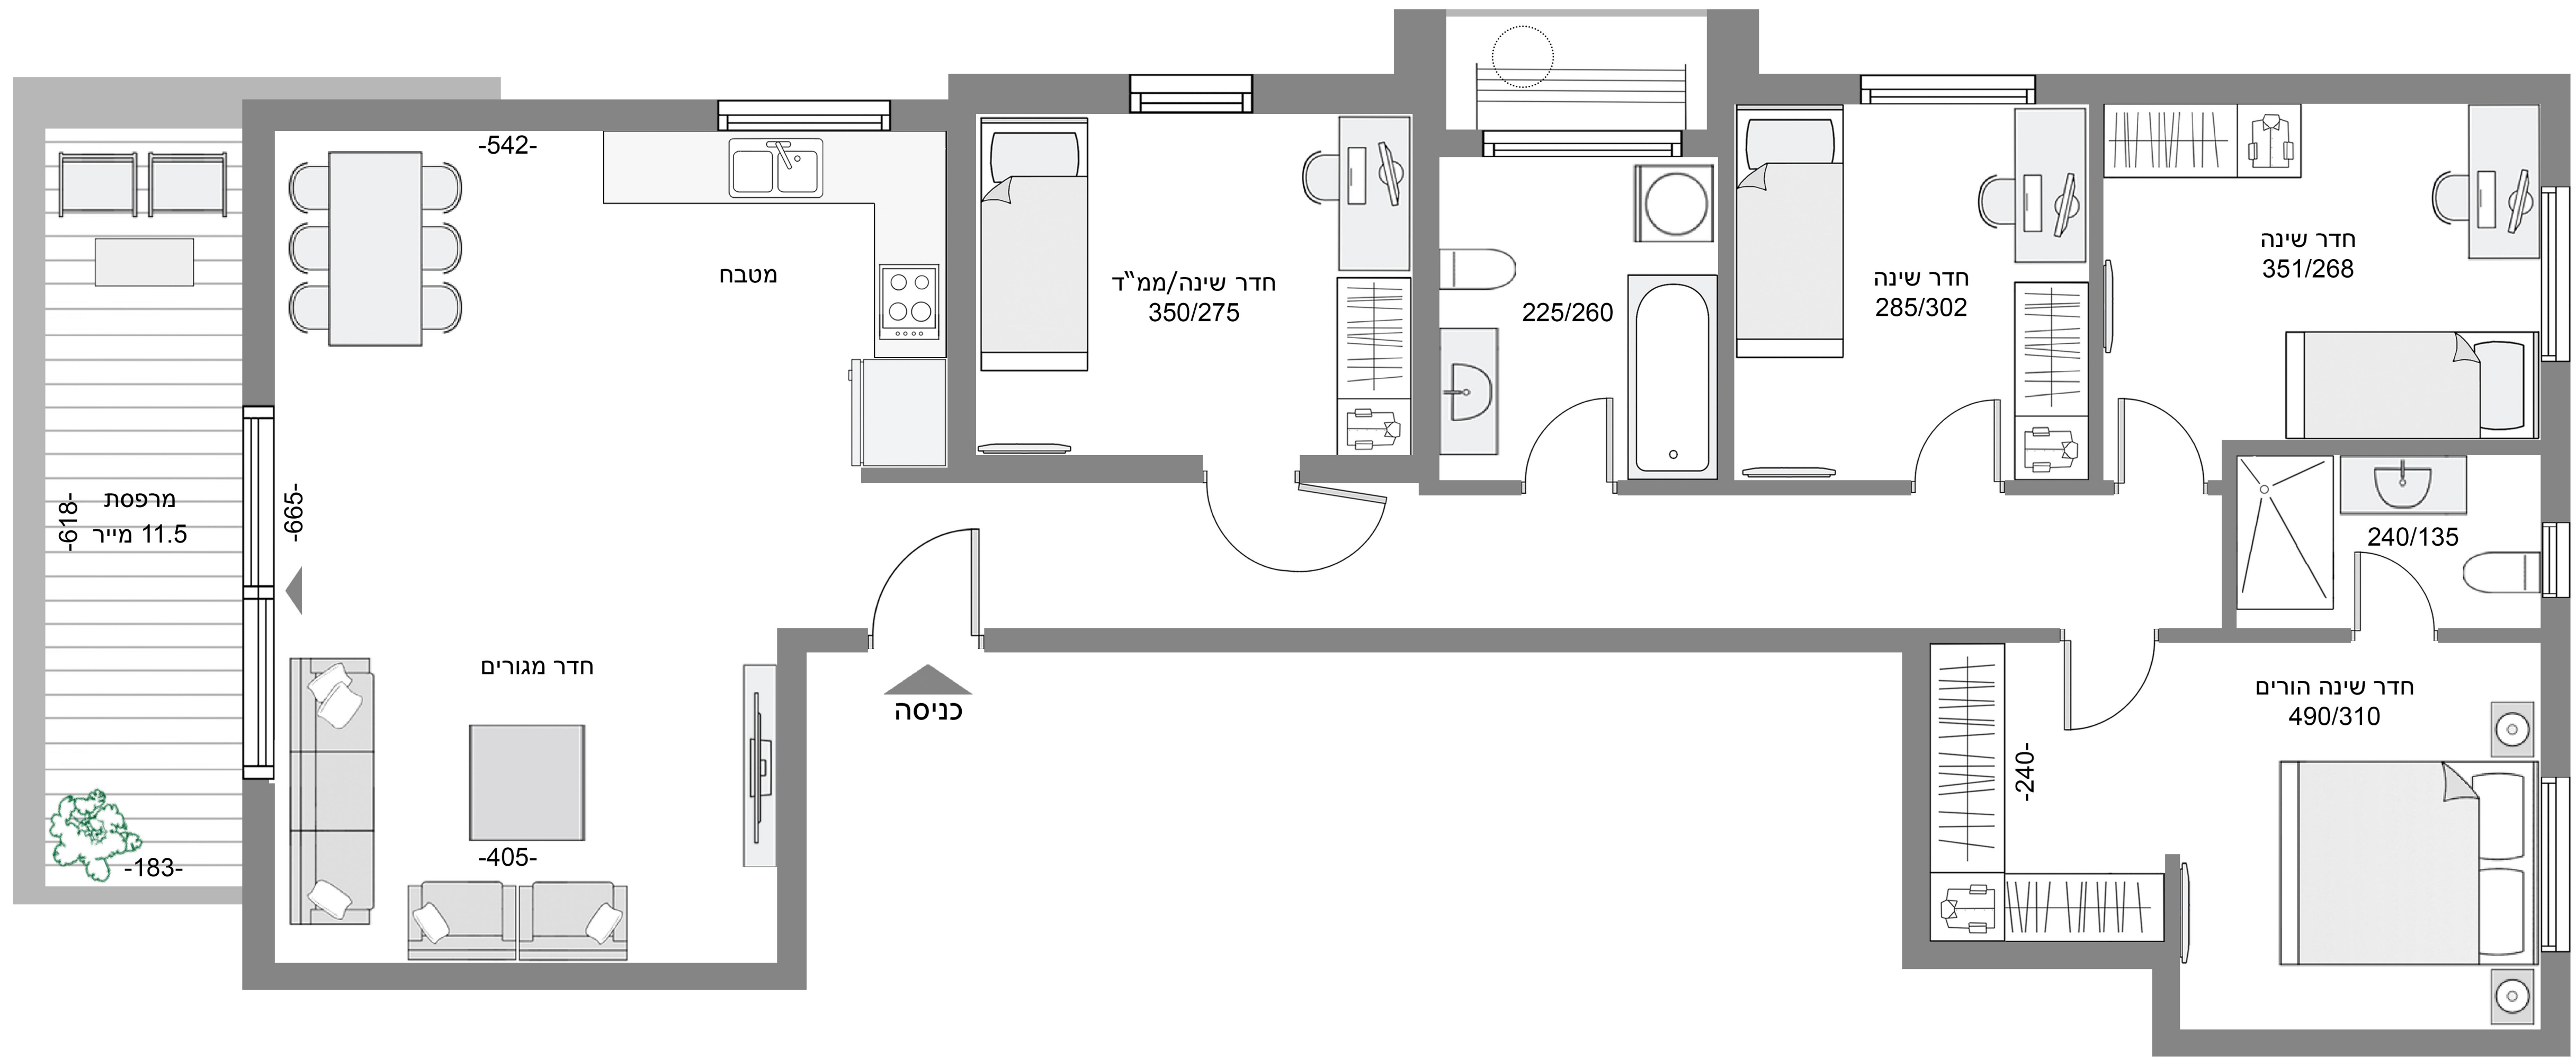 -542-
מטבח
חדר שינה/ממ"ד
350/275
225/260
חדר שינה
285/302
חדר שינה
351/268
-618-
מרפסת
11.5 מייר
-665-
240/135
חדר מגורים
כניסה
חדר שינה הורים
490/310
-240-
-405-
-183-